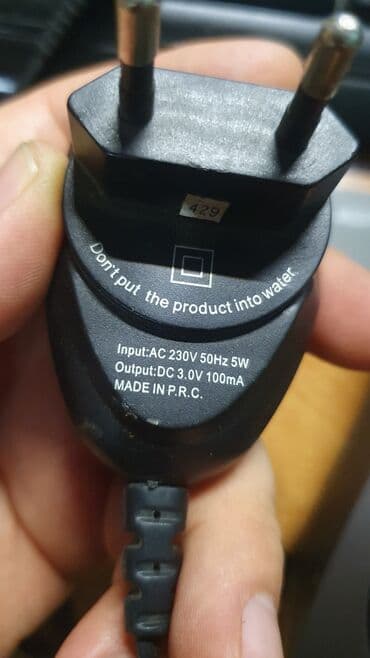 429
Don't put the product into water.
Input:AC 230V 50Hz 5W
Output:DC 3.0V 100mA
MADE IN P.R.C.